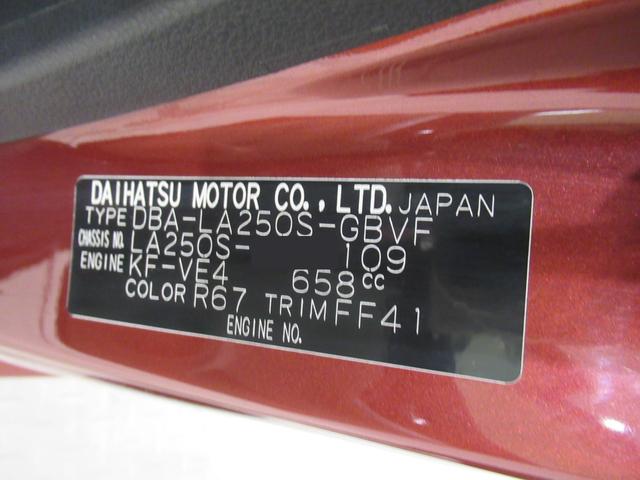 DAIHATSU MOTOR CO., LTD. JAPAN
TYPE DBA-LA250S-GBVF
CHASSIS NO. LA250S- 109
ENGINE KF-VE4 658cc
COLOR R67 TRIM FF41
ENGINE NO.